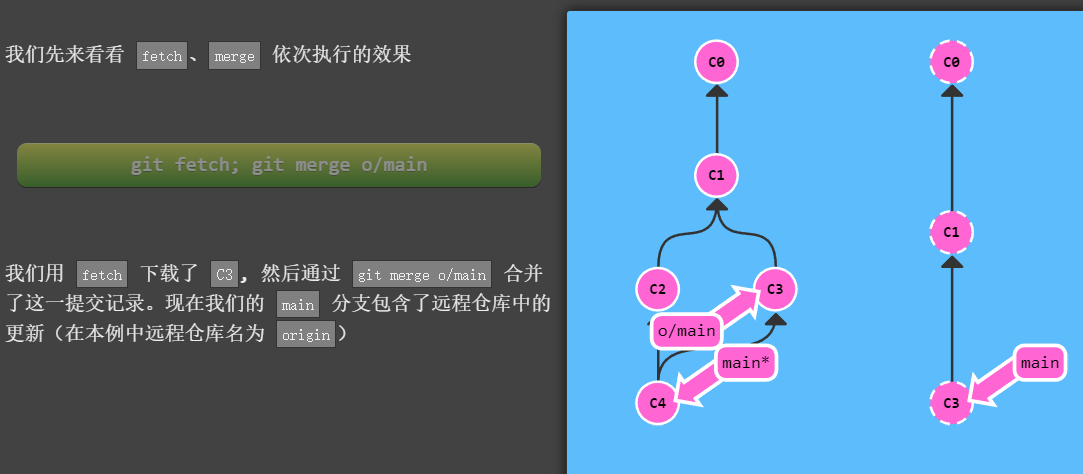 我们先来看看 fetch、merge 依次执行的效果
git fetch; git merge o/main
我们用 fetch 下载了 C3, 然后通过 git merge o/main 合并
了这一提交记录。现在我们的 main 分支包含了远程仓库中的
更新（在本例中远程仓库名为 origin）
C0
C1
C2
C3
o/main
main*
C4
C0
C1
main
C3